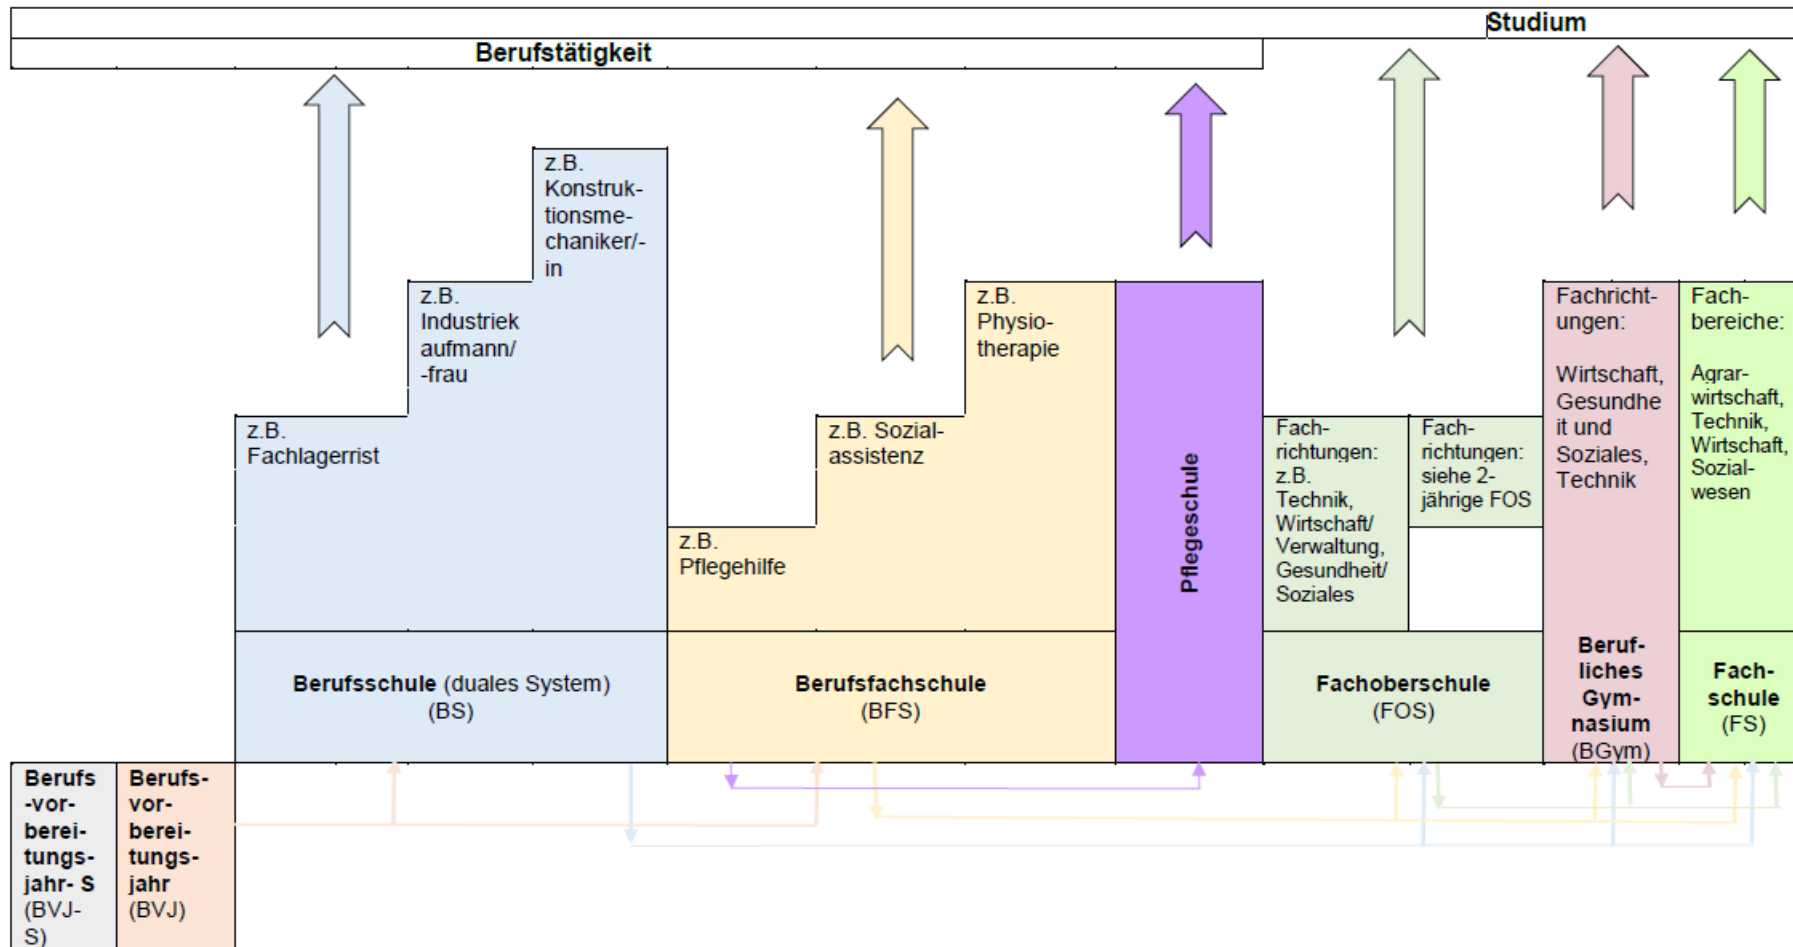 Studium
Berufstätigkeit
z.B.
Konstruk-
tionsme-
chaniker/-
in
z.B.
Industriek
aufmann/
-frau
z.B.
Fachlagerrist
z.B.
Physio-
therapie
z.B. Sozial-
assistenz
z.B.
Pflegehilfe
Pflegeschule
Fach-
richtungen:
z.B.
Technik,
Wirtschaft/
Verwaltung,
Gesundheit/
Soziales
Fach-
richtungen:
siehe 2-
jährige FOS
Fachricht-
ungen:
Wirtschaft,
Gesundhe
it und
Soziales,
Technik
Fach-
bereiche:
Agrar-
wirtschaft,
Technik,
Wirtschaft,
Sozial-
wesen
Berufsschule (duales System)
(BS)
Berufsfachschule
(BFS)
Fachoberschule
(FOS)
Beruf-
liches
Gym-
nasium
(BGym)
Fach-
schule
(FS)
Berufs
-vor-
berei-
tungs-
jahr- S
(BVJ-
S)
Berufs-
vor-
berei-
tungs-
jahr
(BVJ)